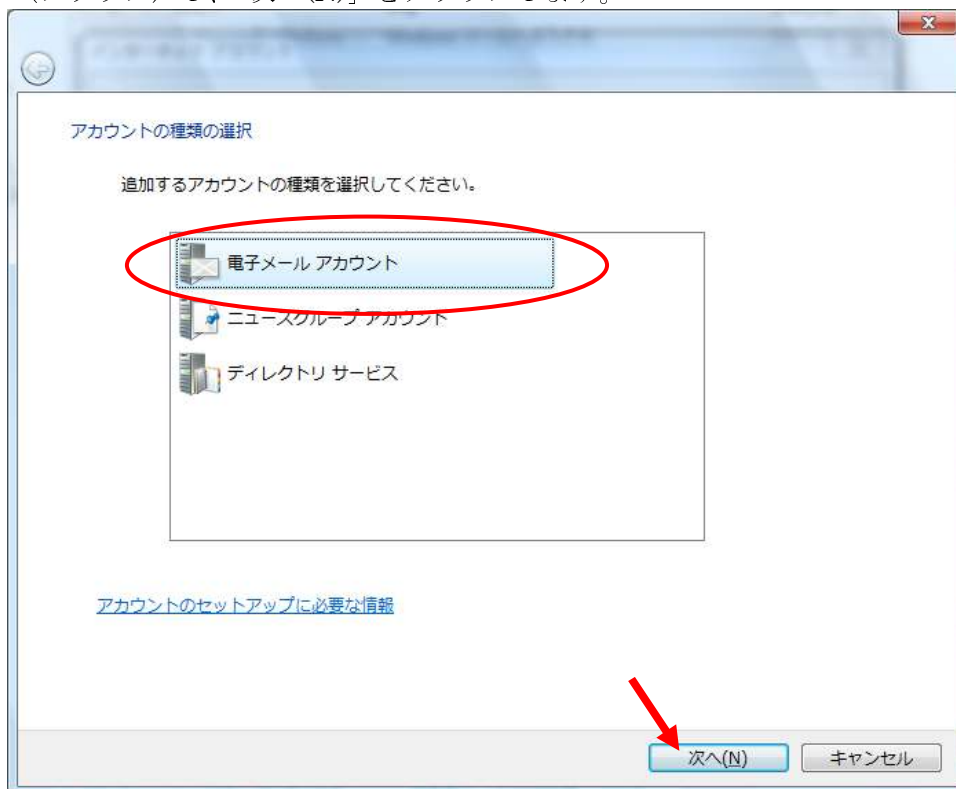 アカウントの種類の選択
追加するアカウントの種類を選択してください。
電子メール アカウント
ニュースグループ アカウント
ディレクトリ サービス
アカウントのセットアップに必要な情報
次へ(N)
キャンセル